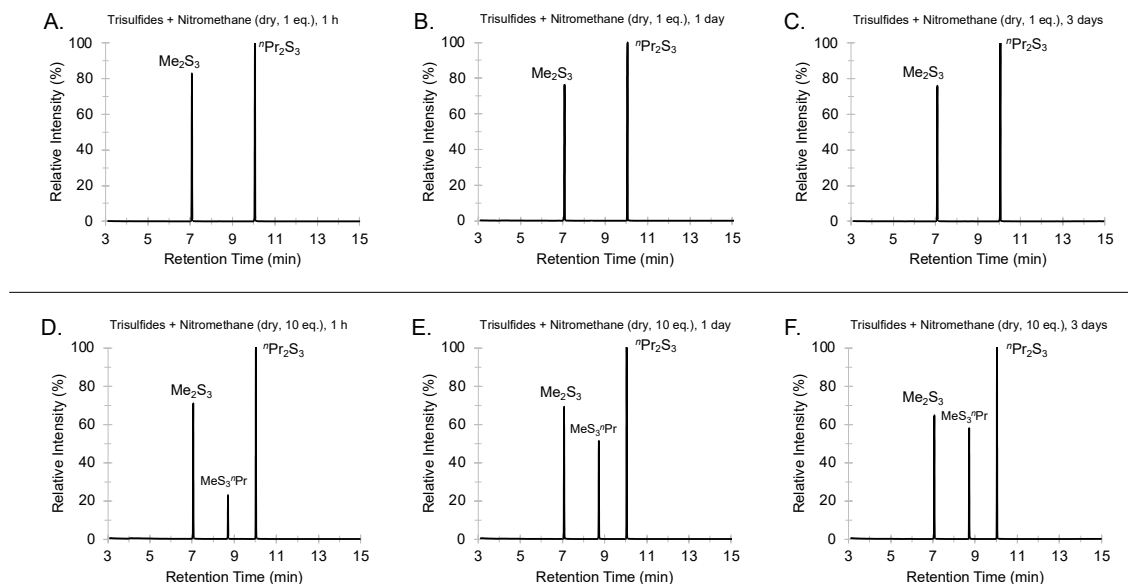 A.
Trisulfides + Nitromethane (dry, 1 eq.), 1 h
Relative Intensity (%)
100
80
60
40
20
0
Me₂S₃
ⁿPr₂S₃
3 5 7 9 11 13 15
Retention Time (min)
B.
Trisulfides + Nitromethane (dry, 1 eq.), 1 day
Relative Intensity (%)
100
80
60
40
20
0
Me₂S₃
ⁿPr₂S₃
3 5 7 9 11 13 15
Retention Time (min)
C.
Trisulfides + Nitromethane (dry, 1 eq.), 3 days
Relative Intensity (%)
100
80
60
40
20
0
Me₂S₃
ⁿPr₂S₃
3 5 7 9 11 13 15
Retention Time (min)
D.
Trisulfides + Nitromethane (dry, 10 eq.), 1 h
Relative Intensity (%)
100
80
60
40
20
0
Me₂S₃
MeS₃ⁿPr
ⁿPr₂S₃
3 5 7 9 11 13 15
Retention Time (min)
E.
Trisulfides + Nitromethane (dry, 10 eq.), 1 day
Relative Intensity (%)
100
80
60
40
20
0
Me₂S₃
MeS₃ⁿPr
ⁿPr₂S₃
3 5 7 9 11 13 15
Retention Time (min)
F.
Trisulfides + Nitromethane (dry, 10 eq.), 3 days
Relative Intensity (%)
100
80
60
40
20
0
Me₂S₃
MeS₃ⁿPr
ⁿPr₂S₃
3 5 7 9 11 13 15
Retention Time (min)